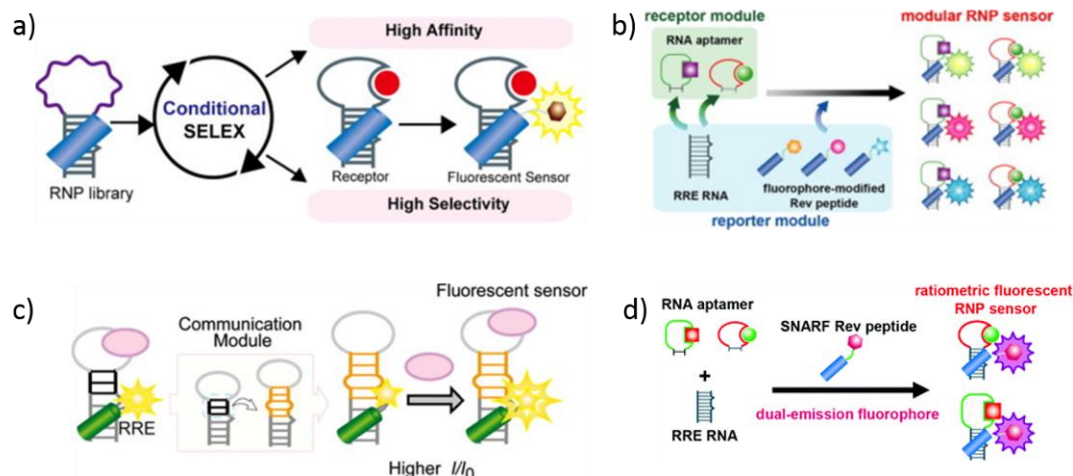 a)
High Affinity
Conditional
SELEX
RNP library
Receptor
Fluorescent Sensor
High Selectivity
b)
receptor module
modular RNP sensor
RNA aptamer
RRE RNA
fluorophore-modified
Rev peptide
reporter module
c)
Fluorescent sensor
Communication
Module
RRE
Higher I/I0
d)
ratiometric fluorescent
RNP sensor
RNA aptamer
SNARF Rev peptide
+
dual-emission fluorophore
RRE RNA